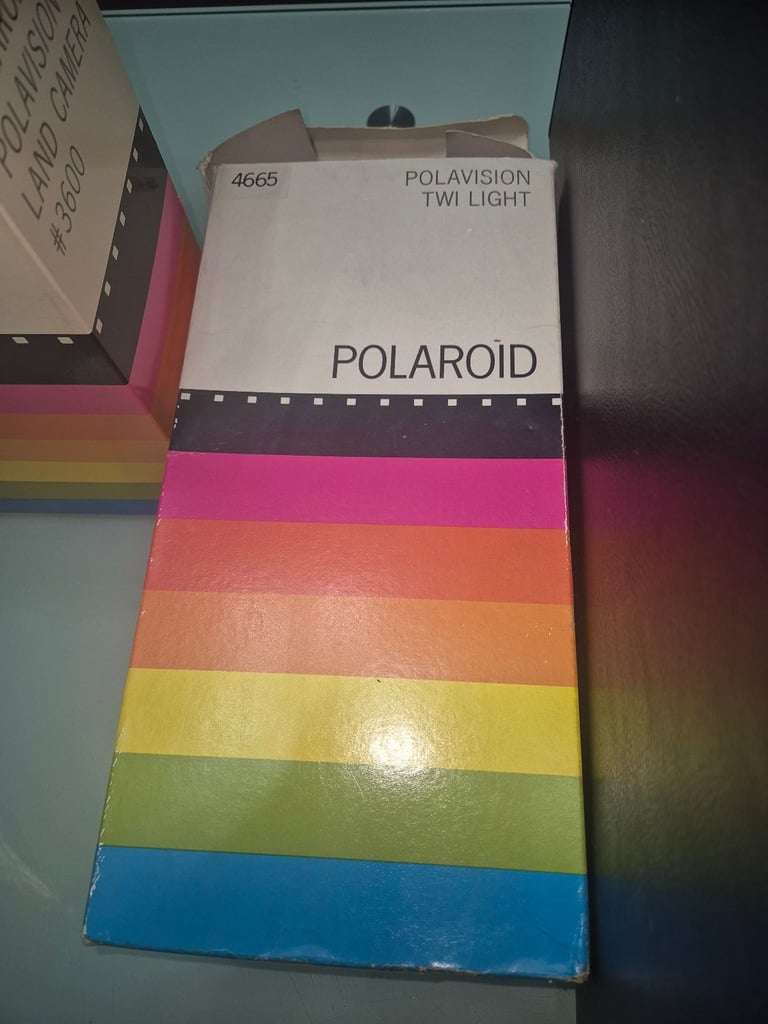 POLAVISION
LAND CAMERA
#3600
4665
POLAVISION
TWI LIGHT
POLAROID